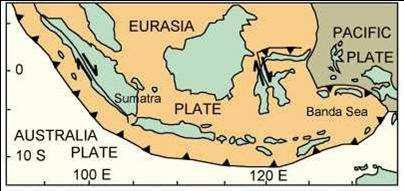 EURASIA
PACIFIC
PLATE
0
Sumatra
PLATE
Banda Sea
AUSTRALIA
PLATE
10 S
100 E
120 E